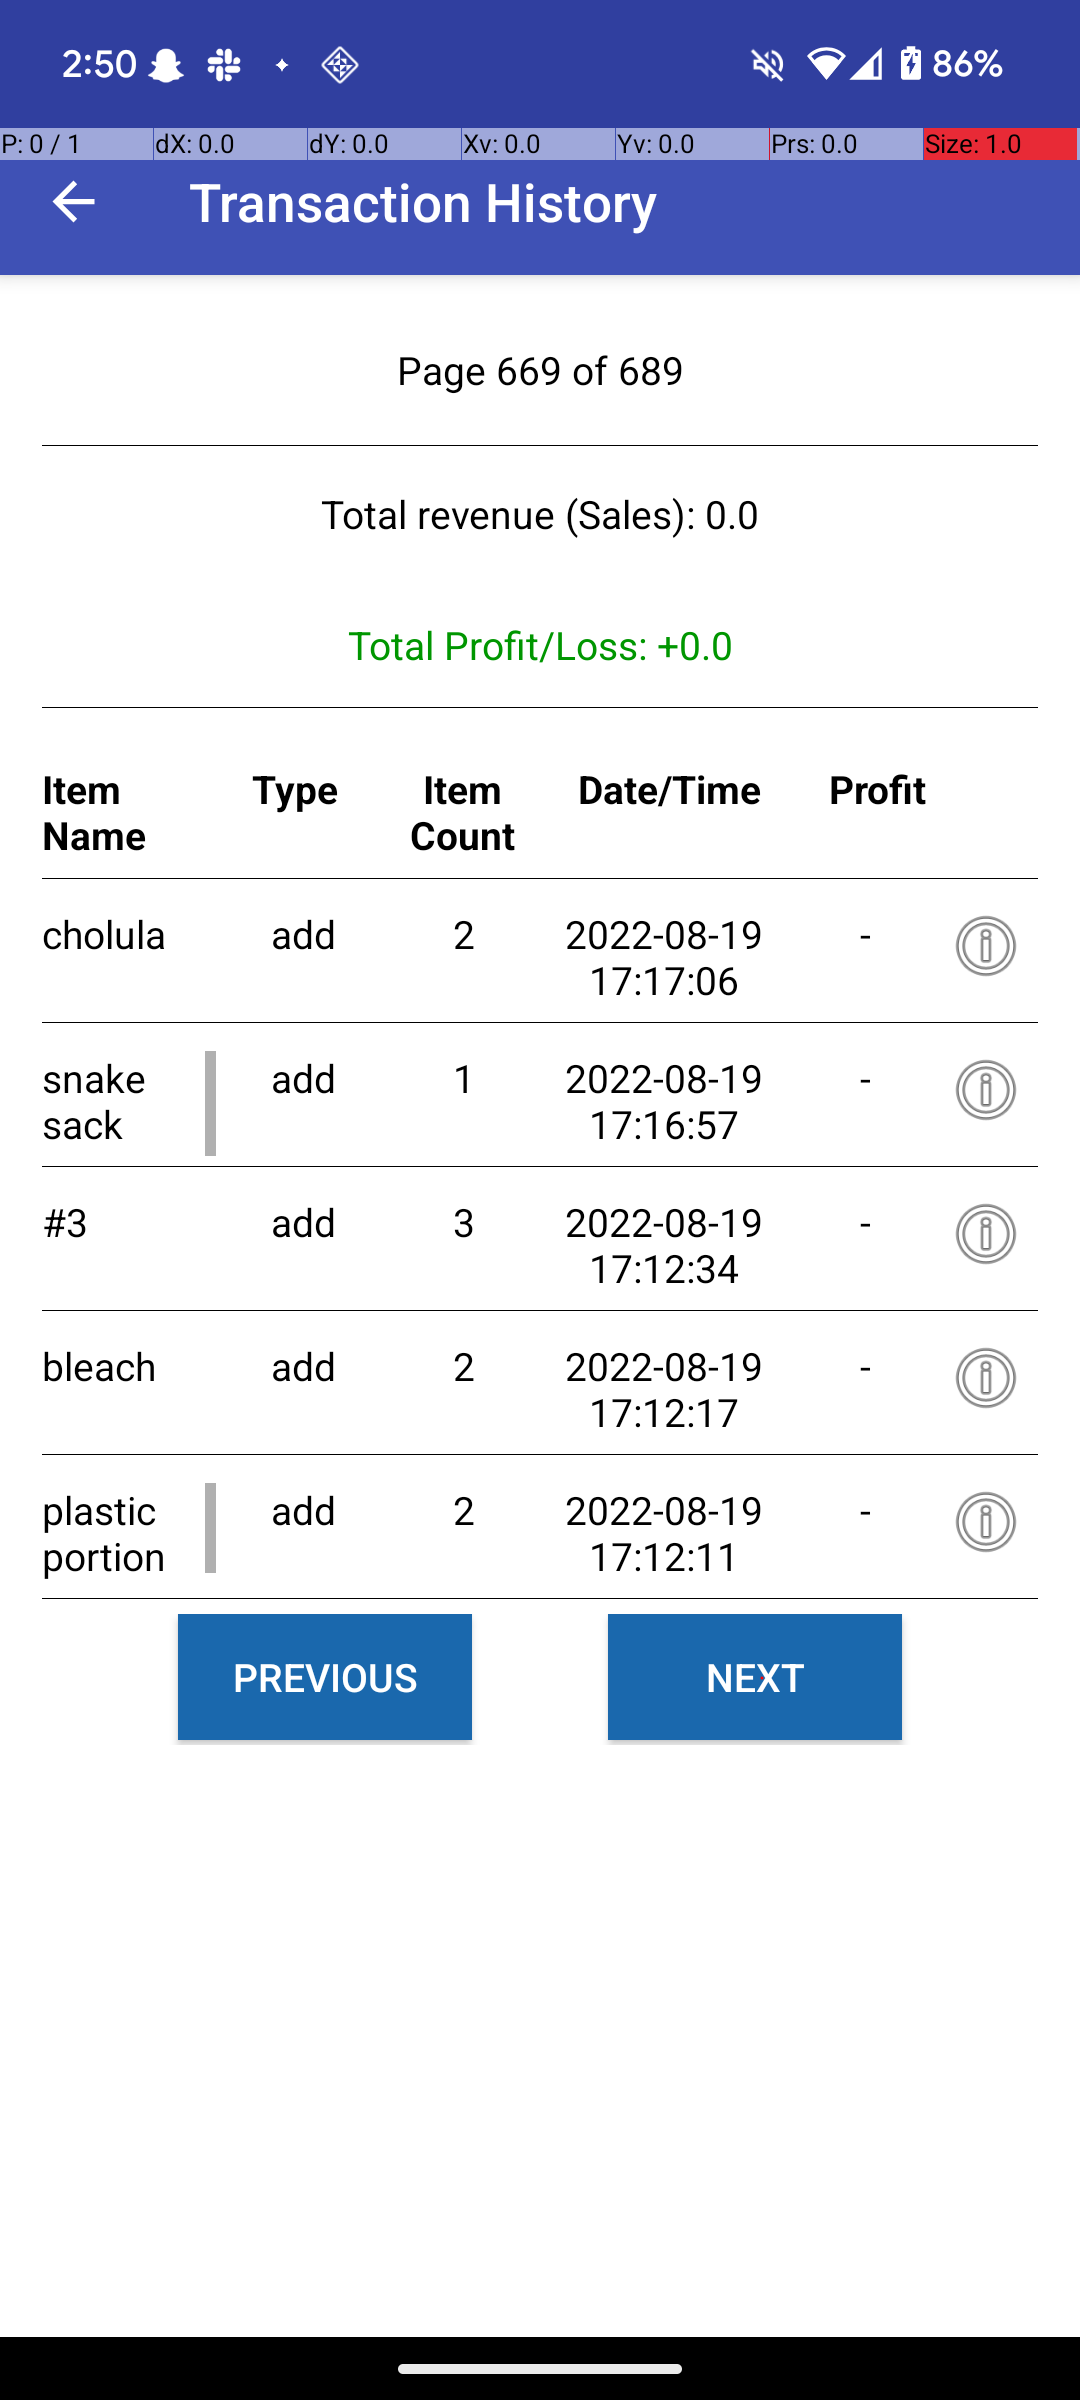 2:50 86%
P: 0 / 1 dX: 0.0 dY: 0.0 Xv: 0.0 Yv: 0.0 Prs: 0.0 Size: 1.0
Transaction History
Page 669 of 689
Total revenue (Sales): 0.0
Total Profit/Loss: +0.0
Item Type Item Date/Time Profit
Name Count
cholula add 2 2022-08-19 -
17:17:06
snake add 1 2022-08-19 -
sack 17:16:57
#3 add 3 2022-08-19 -
17:12:34
bleach add 2 2022-08-19 -
17:12:17
plastic add 2 2022-08-19 -
portion 17:12:11
PREVIOUS NEXT